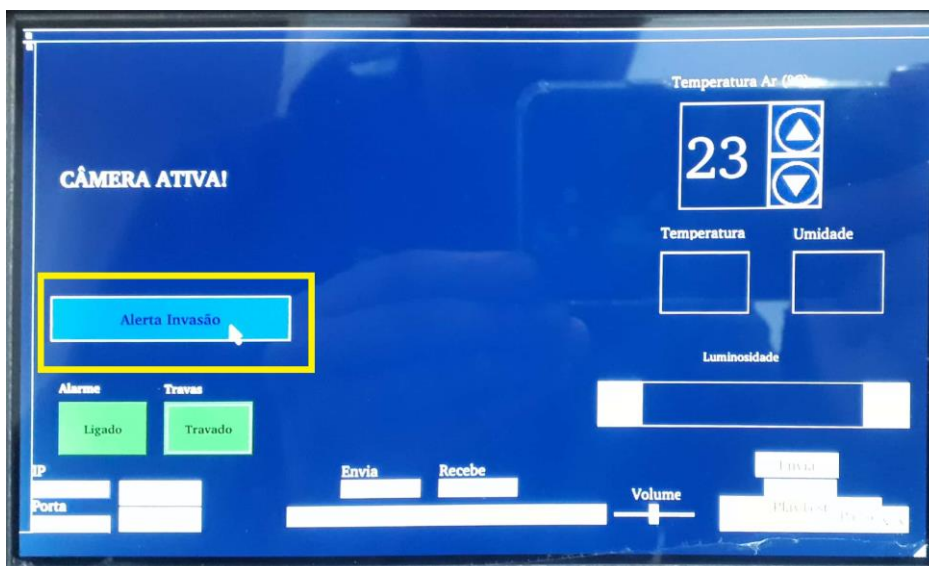 Temperatura Ar
23
CÂMERA ATIVA!
Temperatura Umidade
Alerta Invasão
Luminosidade
Alarme Travas
Ligado Travado
IP Envia Recebe
Envia
Porta Volume